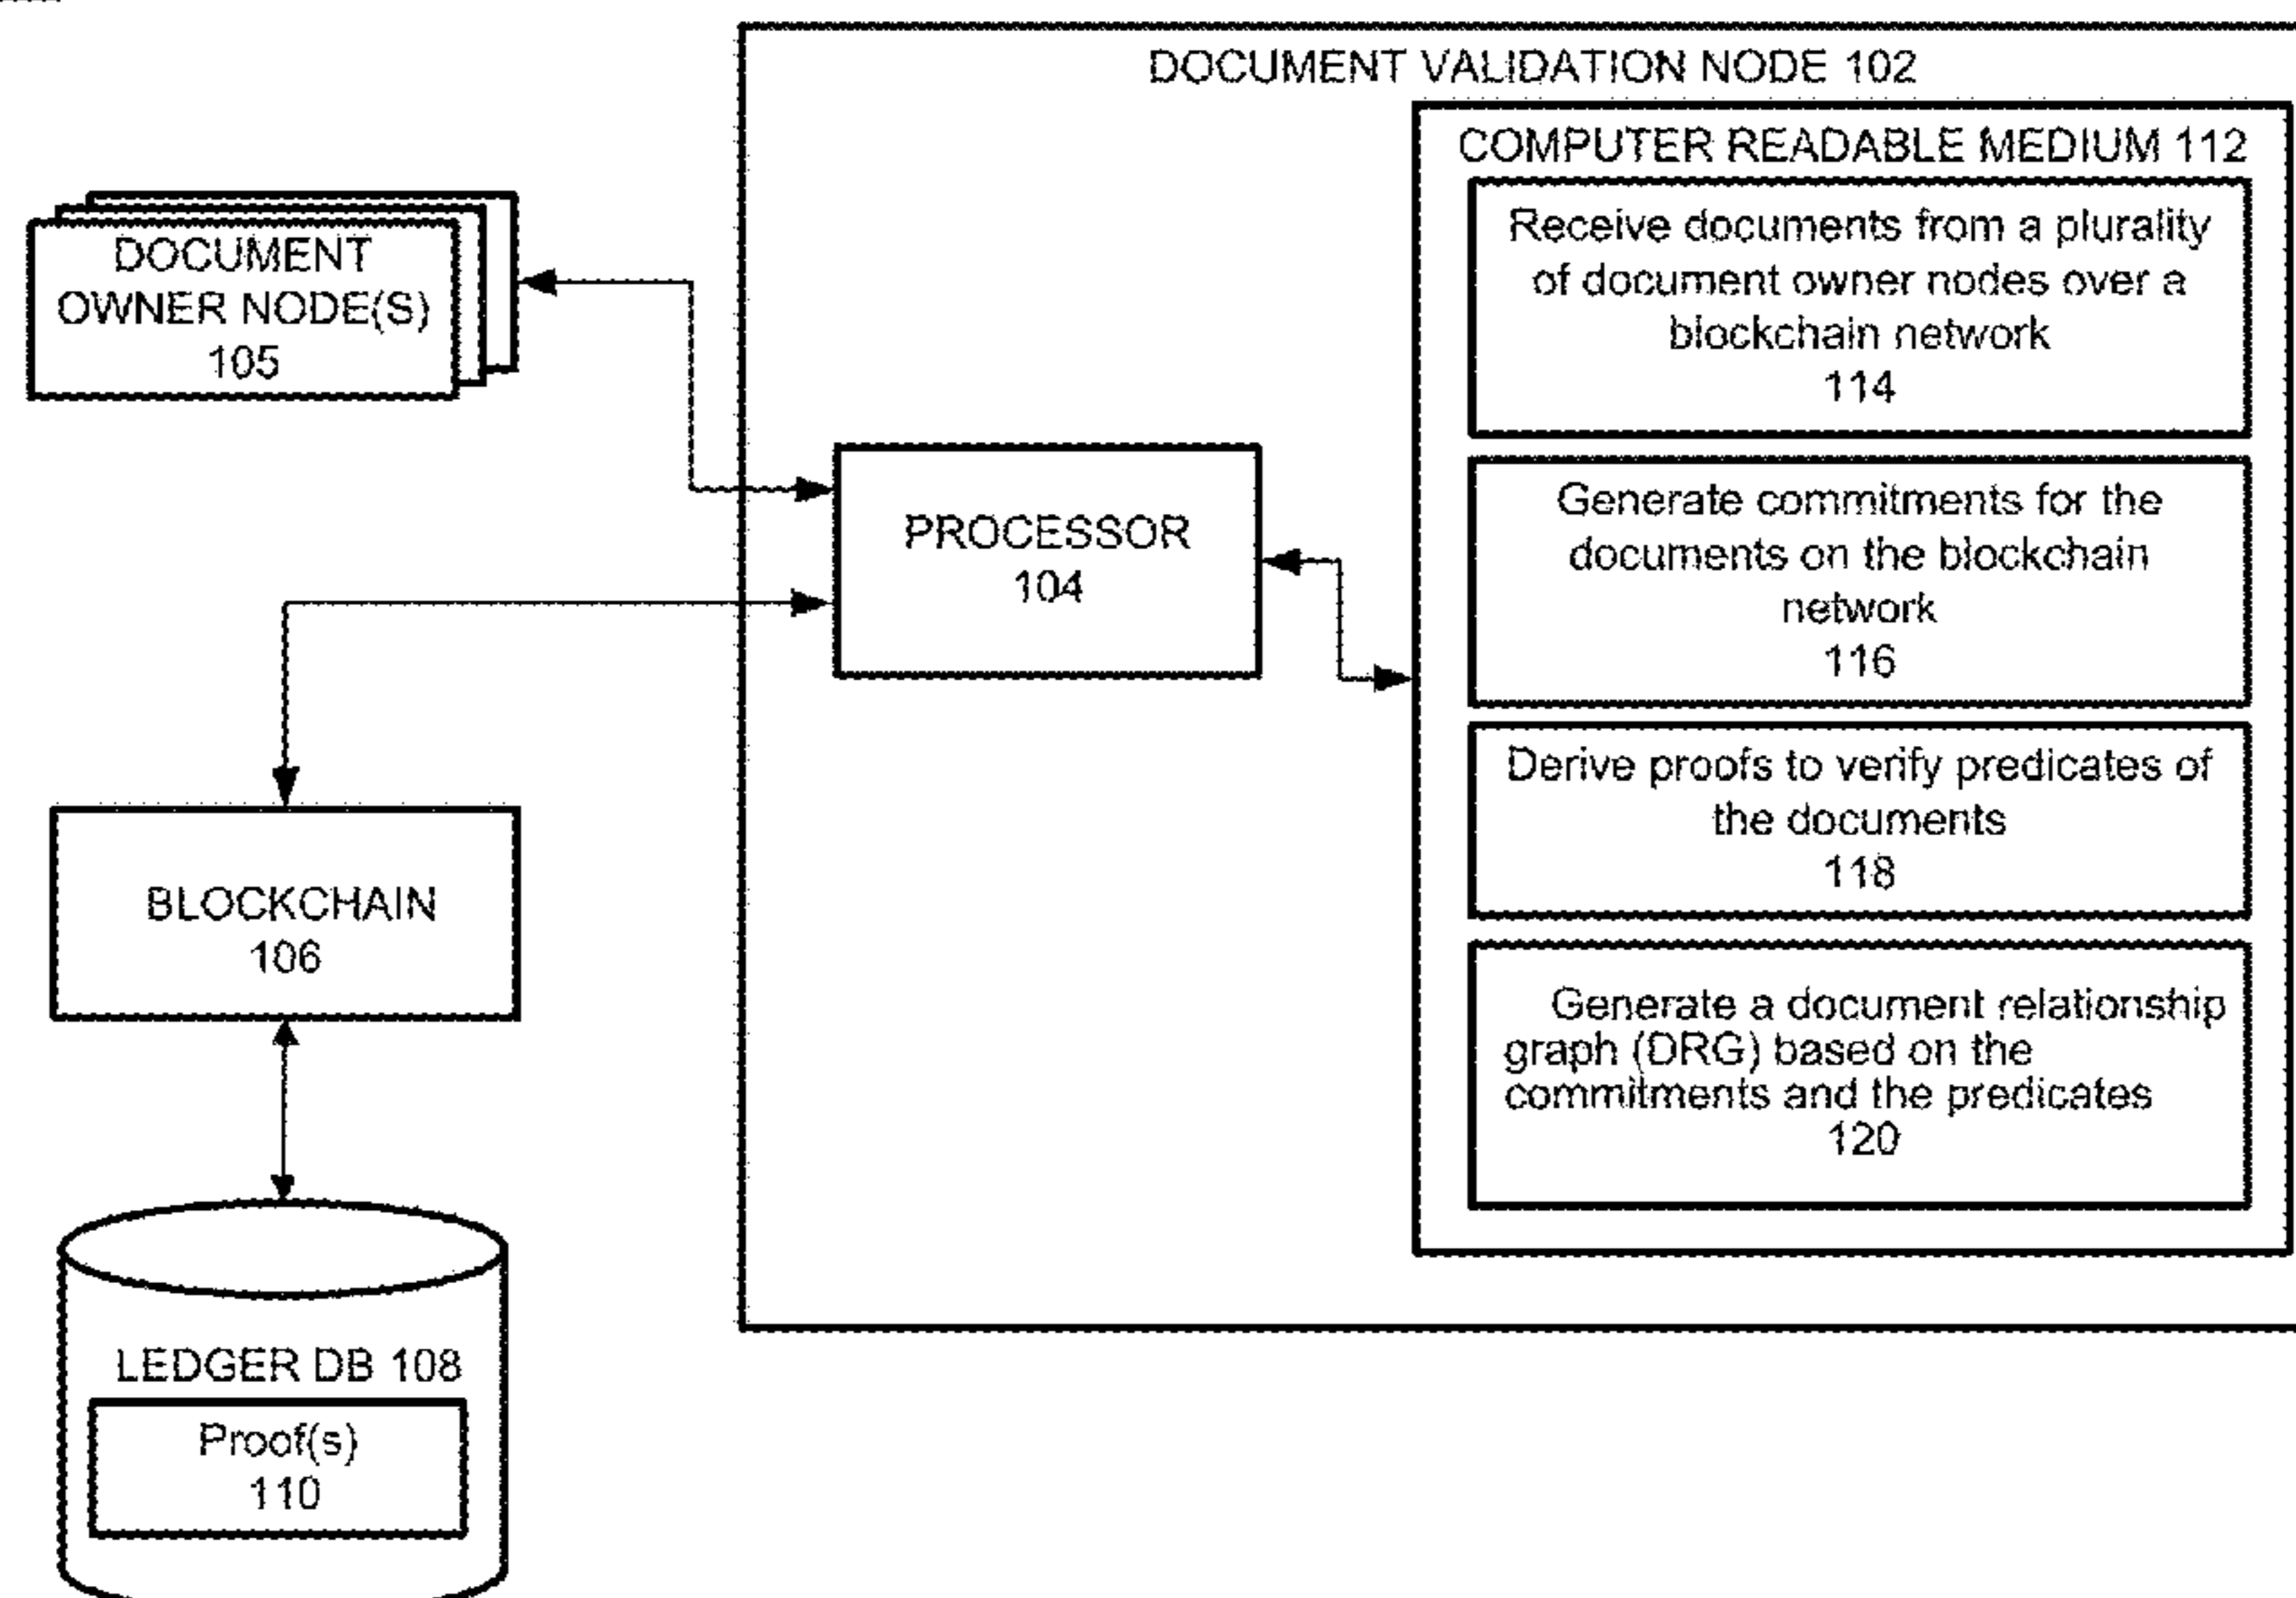 DOCUMENT VALIDATION NODE 102
COMPUTER READABLE MEDIUM 112
Receive documents from a plurality
of document owner nodes over a
blockchain network
114
Generate commitments for the
documents on the blockchain
network
116
Derive proofs to verify predicates of
the documents
118
Generate a document relationship
graph (DRG) based on the
commitments and the predicates
120
DOCUMENT
OWNER NODE(S)
105
PROCESSOR
104
BLOCKCHAIN
106
LEDGER DB 108
Proof(s)
110